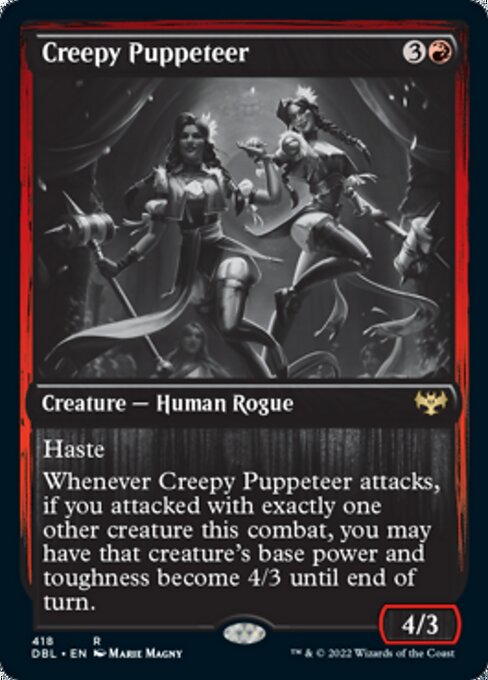 Creepy Puppeteer 3
Creature — Human Rogue
Haste
Whenever Creepy Puppeteer attacks,
if you attacked with exactly one
other creature this combat, you may
have that creature's base power and
toughness become 4/3 until end of
turn.
4/3
418 R
DBL • EN Marie Magny
™ & © 2022 Wizards of the Coast